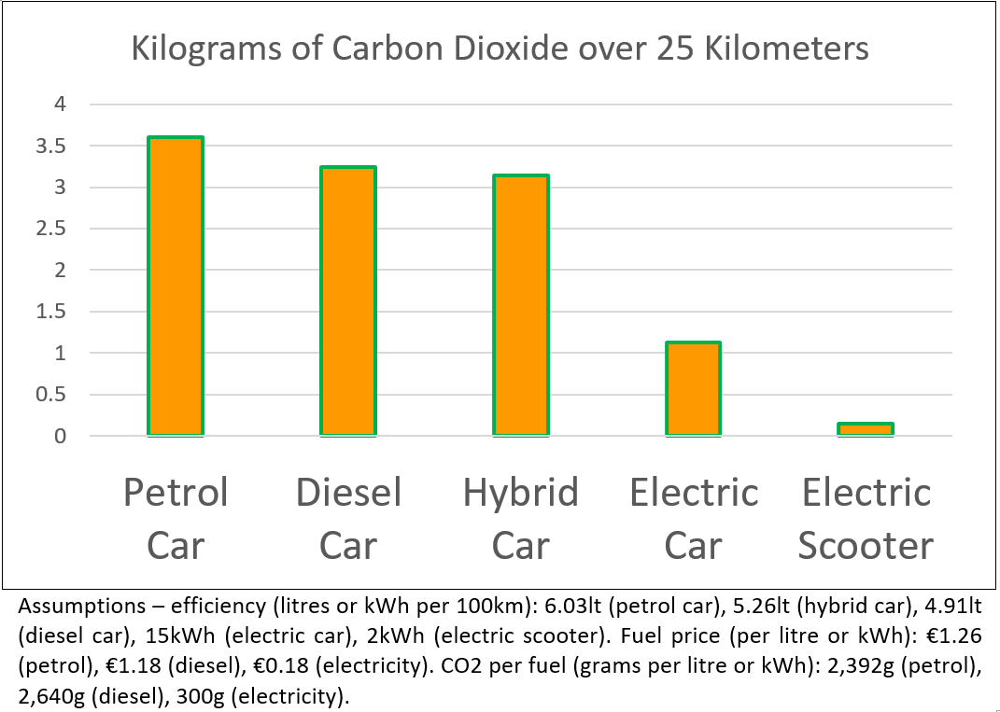 Kilograms of Carbon Dioxide over 25 Kilometers
4
3.5
3
2.5
2
1.5
1
0.5
0
Petrol Car
Diesel Car
Hybrid Car
Electric Car
Electric Scooter
Assumptions – efficiency (litres or kWh per 100km): 6.03lt (petrol car), 5.26lt (hybrid car), 4.91lt
(diesel car), 15kWh (electric car), 2kWh (electric scooter). Fuel price (per litre or kWh): €1.26
(petrol), €1.18 (diesel), €0.18 (electricity). CO2 per fuel (grams per litre or kWh): 2,392g (petrol),
2,640g (diesel), 300g (electricity).